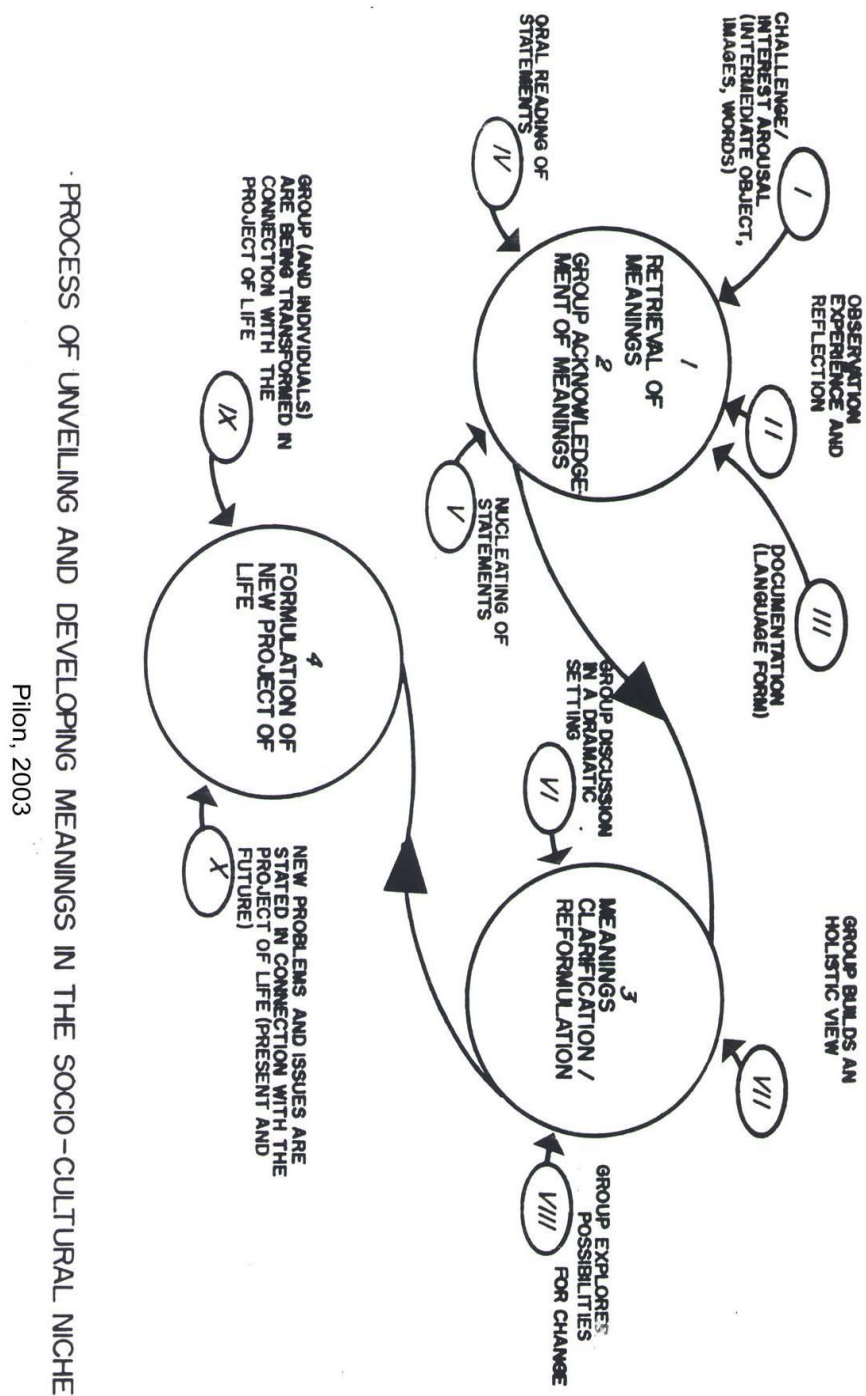 CHALLENGE/
INTEREST AROUSAL
(INTERMEDIATE OBJECT,
IMAGES, WORDS)
I
OBSERVATION
EXPERIENCE AND
REFLECTION
II
DOCUMENTATION
(LANGUAGE FORM)
III
ORAL READING OF
STATEMENTS
IV
1
RETRIEVAL OF
MEANINGS
2
GROUP ACKNOWLEDGE-
MENT OF MEANINGS
NUCLEATING OF
STATEMENTS
V
GROUP DISCUSSION
IN A DRAMATIC
SETTING
VI
GROUP BUILDS AN
HOLISTIC VIEW
VII
3
MEANINGS
CLARIFICATION /
REFORMULATION
GROUP EXPLORES
POSSIBILITIES
FOR CHANGE
VIII
GROUP (AND INDIVIDUALS)
ARE BEING TRANSFORMED IN
CONNECTION WITH THE
PROJECT OF LIFE
IX
4
FORMULATION OF
NEW PROJECT OF
LIFE
NEW PROBLEMS AND ISSUES ARE
STATED IN CONNECTION WITH THE
PROJECT OF LIFE (PRESENT AND
FUTURE)
X
PROCESS OF UNVEILING AND DEVELOPING MEANINGS IN THE SOCIO-CULTURAL NICHE
Pilon, 2003